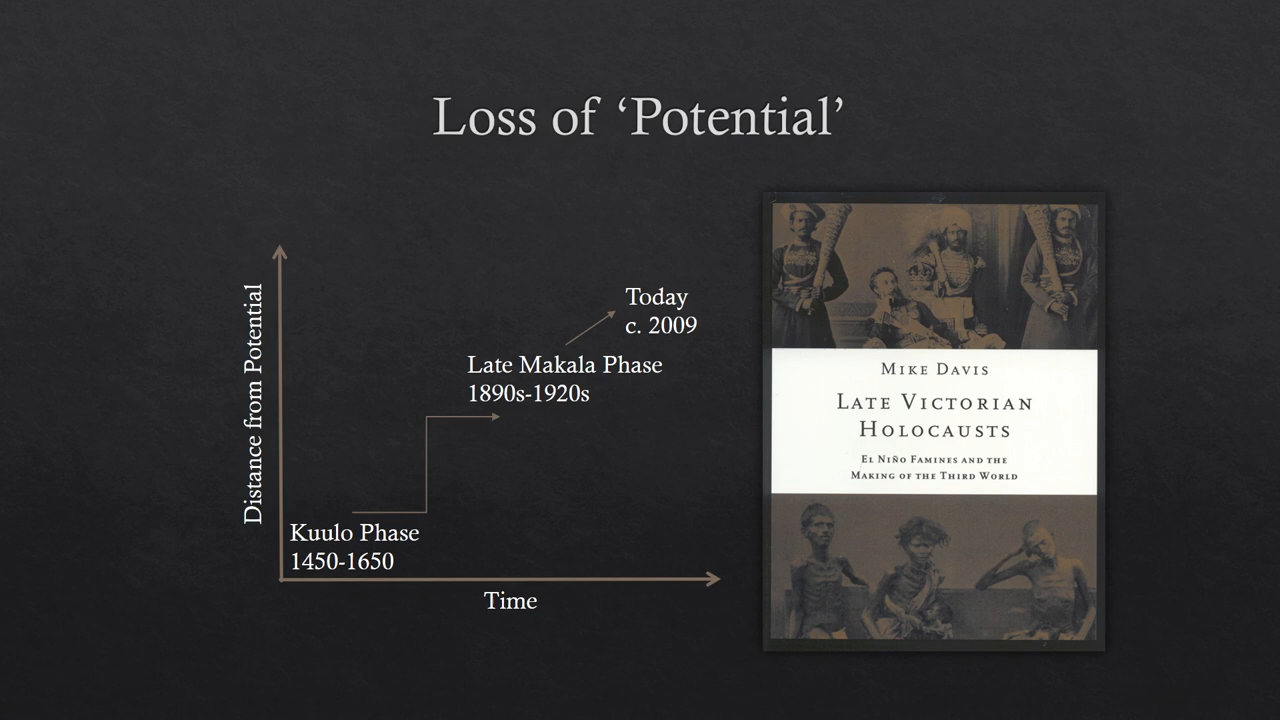 Loss of ‘Potential’
Distance from Potential
Today
c. 2009
Late Makala Phase
1890s-1920s
Kuulo Phase
1450-1650
Time
MIKE DAVIS
LATE VICTORIAN
HOLOCAUSTS
EL NIÑO FAMINES AND THE
MAKING OF THE THIRD WORLD